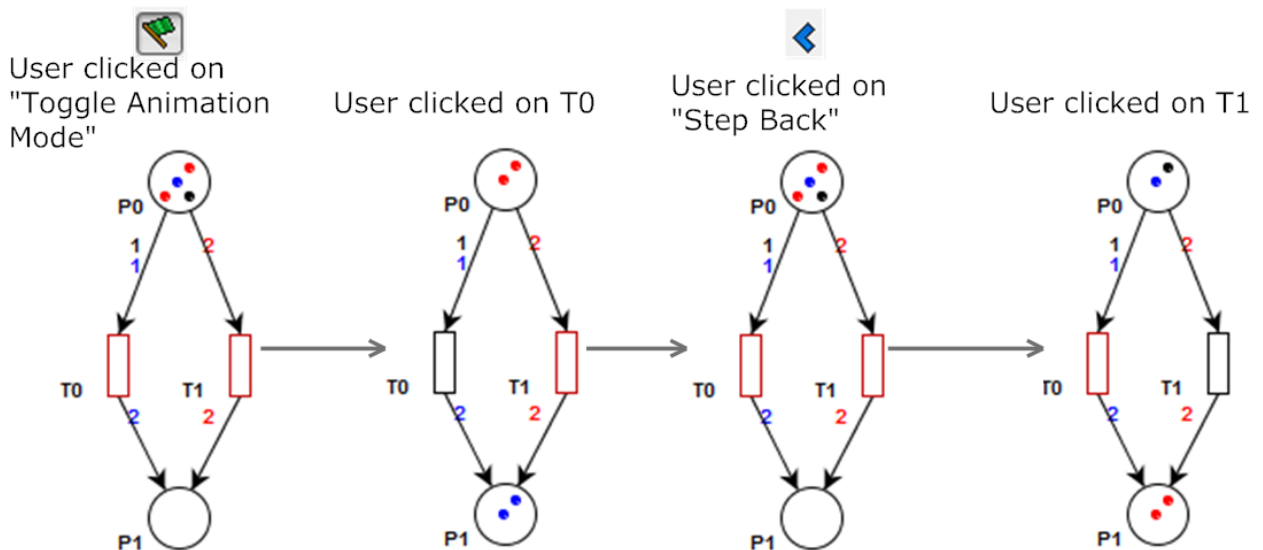 User clicked on
"Toggle Animation
Mode"
P0
1
1
2
T0
T1
2
2
P1
User clicked on T0
P0
1
1
2
T0
T1
2
2
P1
User clicked on
"Step Back"
P0
1
1
2
T0
T1
2
2
P1
User clicked on T1
P0
1
1
2
T0
T1
2
2
P1